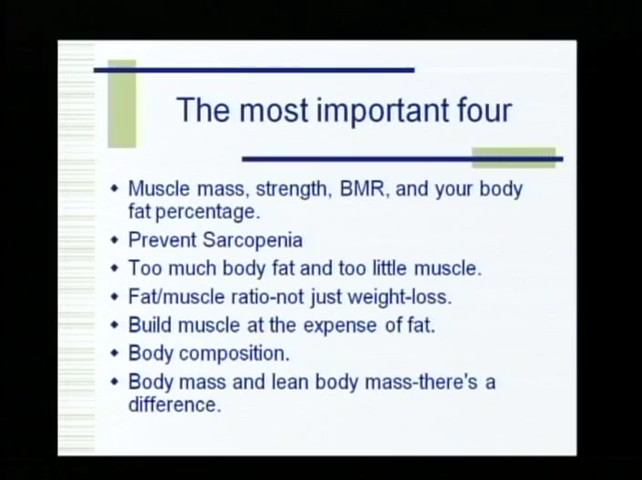 The most important four
Muscle mass, strength, BMR, and your body
fat percentage.
Prevent Sarcopenia
Too much body fat and too little muscle.
Fat/muscle ratio-not just weight-loss.
Build muscle at the expense of fat.
Body composition.
Body mass and lean body mass-there's a
difference.